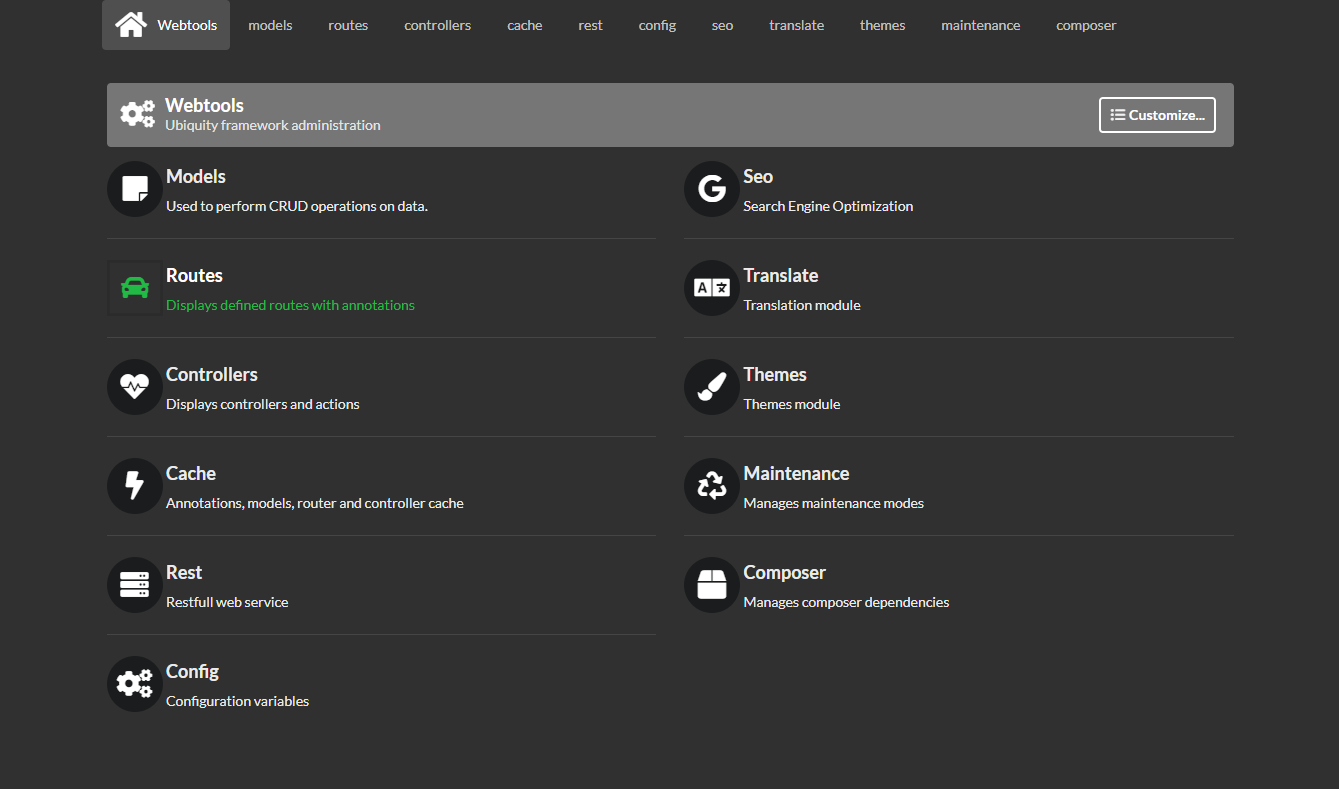 Webtools models routes controllers cache rest config seo translate themes maintenance composer
Webtools
Ubiquity framework administration
Customize...
Models
Used to perform CRUD operations on data.
Routes
Displays defined routes with annotations
Controllers
Displays controllers and actions
Cache
Annotations, models, router and controller cache
Rest
Restfull web service
Config
Configuration variables
Seo
Search Engine Optimization
Translate
Translation module
Themes
Themes module
Maintenance
Manages maintenance modes
Composer
Manages composer dependencies